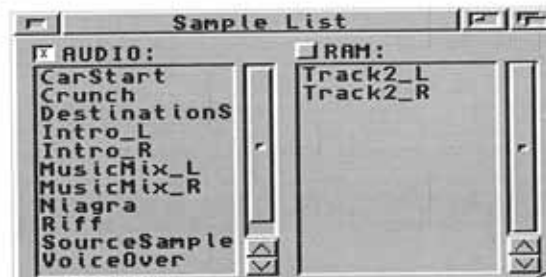 Sample List
AUDIO:
CarStart
Crunch
DestinationS
Intro_L
Intro_R
MusicMix_L
MusicMix_R
Niagra
Riff
SourceSample
VoiceOver
RAM:
Track2_L
Track2_R